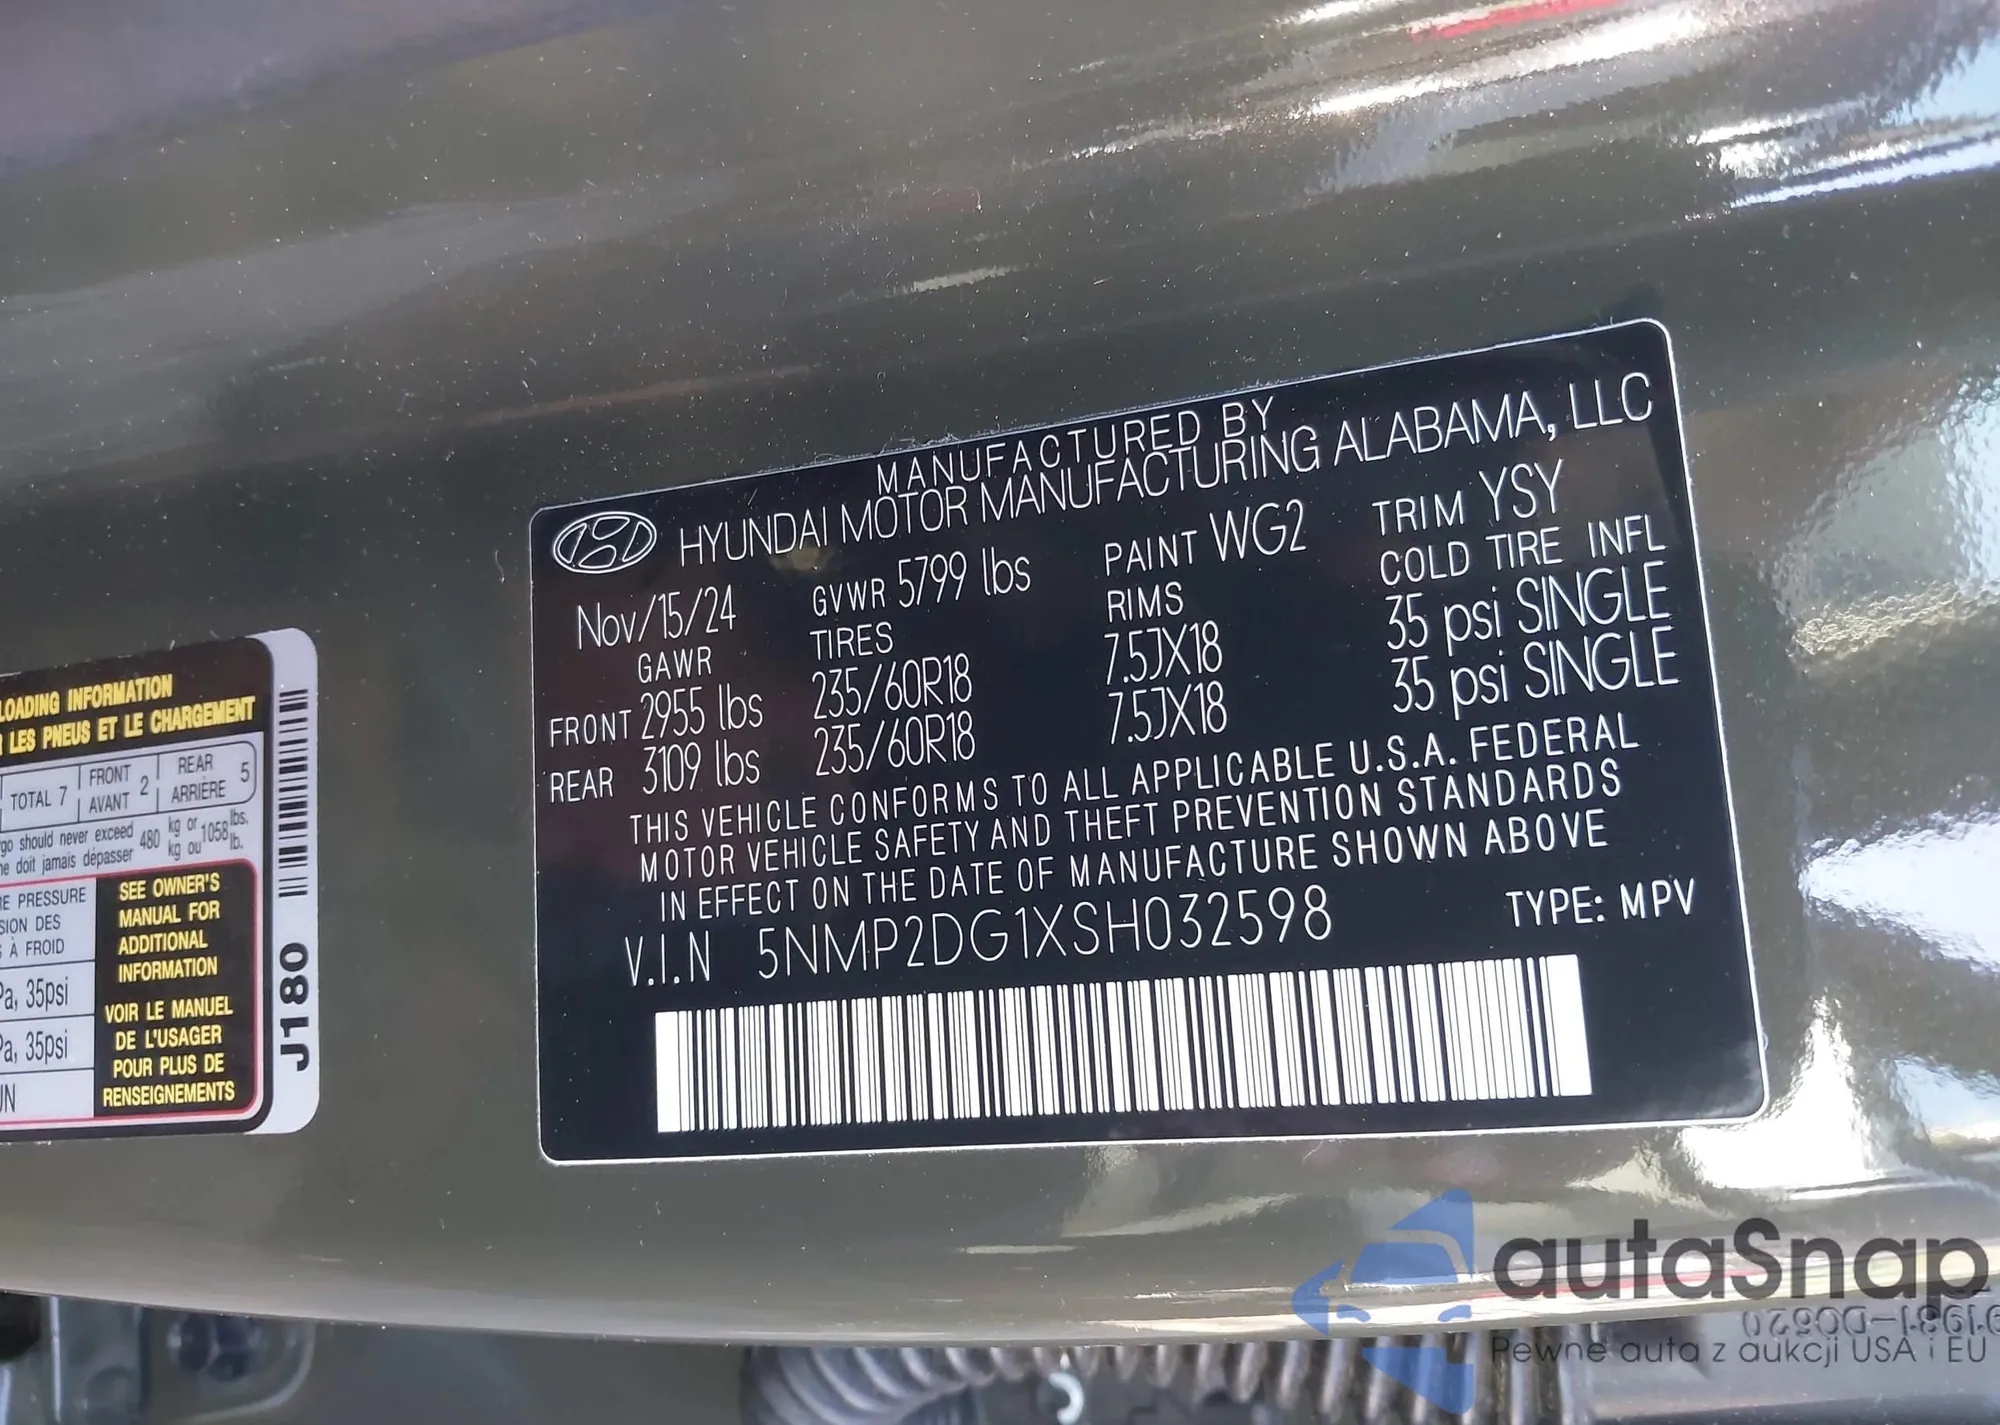 MANUFACTURED BY
HYUNDAI MOTOR MANUFACTURING ALABAMA, LLC
Nov/15/24 GVWR 5799 lbs PAINT WG2 TRIM YSY
GAWR TIRES RIMS COLD TIRE INFL
FRONT 2955 lbs 235/60R18 7.5JX18 35 psi SINGLE
REAR 3109 lbs 235/60R18 7.5JX18 35 psi SINGLE
THIS VEHICLE CONFORMS TO ALL APPLICABLE U.S.A. FEDERAL
MOTOR VEHICLE SAFETY AND THEFT PREVENTION STANDARDS
IN EFFECT ON THE DATE OF MANUFACTURE SHOWN ABOVE
V.I.N 5NMP2DG1XSH032598 TYPE: MPV
LOADING INFORMATION
LES PNEUS ET LE CHARGEMENT
TOTAL 7 FRONT AVANT 2 REAR ARRIÈRE 5
should never exceed 480 kg or 1058 lbs.
doit jamais dépasser kg ou lb.
PRESSURE
DES
À FROID
35psi
35psi
SEE OWNER'S
MANUAL FOR
ADDITIONAL
INFORMATION
VOIR LE MANUEL
DE L'USAGER
POUR PLUS DE
RENSEIGNEMENTS
J180
autaSnap
Pewne auta z aukcji USA i EU